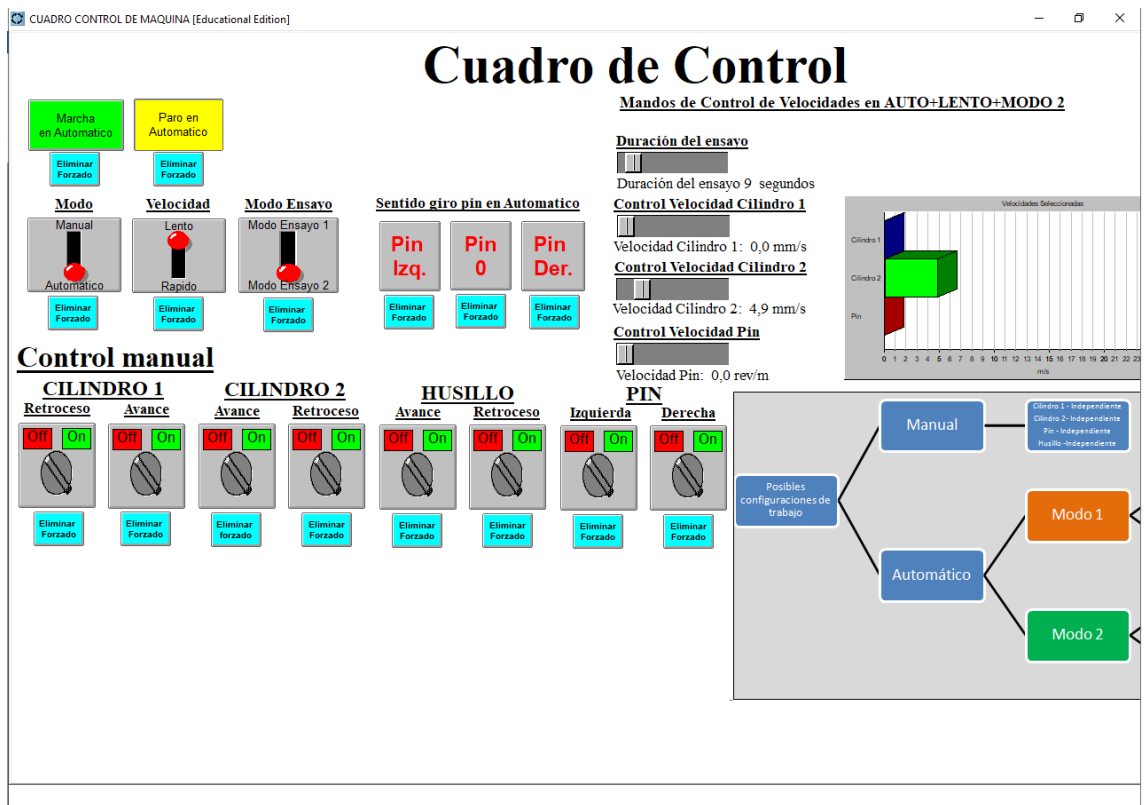 CUADRO CONTROL DE MAQUINA [Educational Edition]
Cuadro de Control
Marcha
en Automatico
Paro en
Automatico
Eliminar
Forzado
Eliminar
Forzado
Modo
Velocidad
Modo Ensayo
Manual
Automatico
Lento
Rapido
Modo Ensayo 1
Modo Ensayo 2
Eliminar
Forzado
Eliminar
Forzado
Eliminar
Forzado
Sentido giro pin en Automatico
Pin
Izq.
Pin
0
Pin
Der.
Eliminar
Forzado
Eliminar
Forzado
Eliminar
Forzado
Mandos de Control de Velocidades en AUTO+LENTO+MODO 2
Duración del ensayo
Duración del ensayo 9 segundos
Control Velocidad Cilindro 1
Velocidad Cilindro 1: 0,0 mm/s
Control Velocidad Cilindro 2
Velocidad Cilindro 2: 4,9 mm/s
Control Velocidad Pin
Velocidad Pin: 0,0 rev/m
Velocidades Seleccionadas
Cilindro 1
Cilindro 2
Pin
0 1 2 3 4 5 6 7 8 9 10 11 12 13 14 15 16 17 18 19 20 21 22 23
m/s
Control manual
CILINDRO 1
CILINDRO 2
HUSILLO
PIN
Retroceso
Avance
Avance
Retroceso
Avance
Retroceso
Izquierda
Derecha
Off On
Off On
Off On
Off On
Off On
Off On
Off On
Off On
Eliminar
Forzado
Eliminar
Forzado
Eliminar
forzado
Eliminar
Forzado
Eliminar
Forzado
Eliminar
Forzado
Eliminar
Forzado
Eliminar
Forzado
Posibles
configuraciones de
trabajo
Manual
Cilindro 1 - Independiente
Cilindro 2- Independiente
Pin - Independiente
Husillo -Independiente
Automático
Modo 1
Modo 2